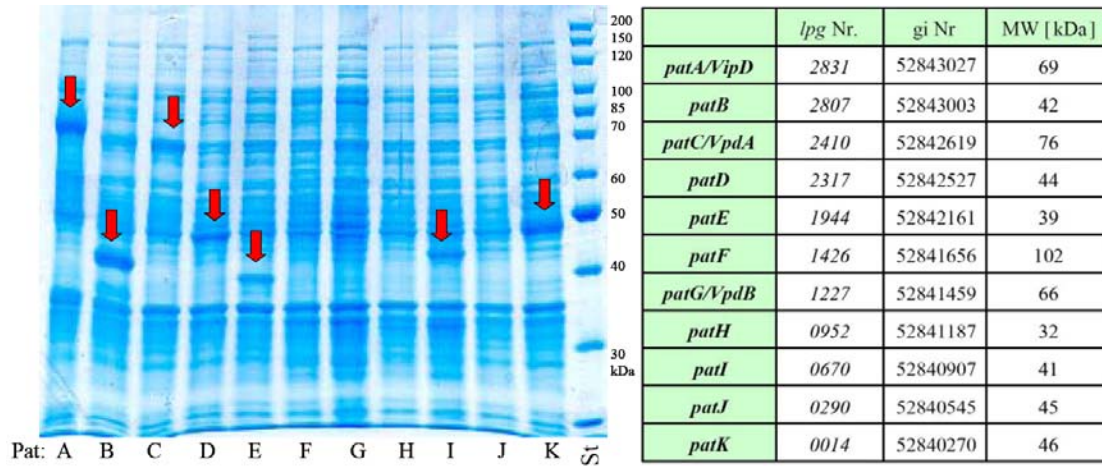 200
150
120
100
85
70
60
50
40
30
kDa
Pat: A B C D E F G H I J K St
lpg Nr. gi Nr MW [kDa]
patA/VipD 2831 52843027 69
patB 2807 52843003 42
patC/VpdA 2410 52842619 76
patD 2317 52842527 44
patE 1944 52842161 39
patF 1426 52841656 102
patG/VpdB 1227 52841459 66
patH 0952 52841187 32
patI 0670 52840907 41
patJ 0290 52840545 45
patK 0014 52840270 46